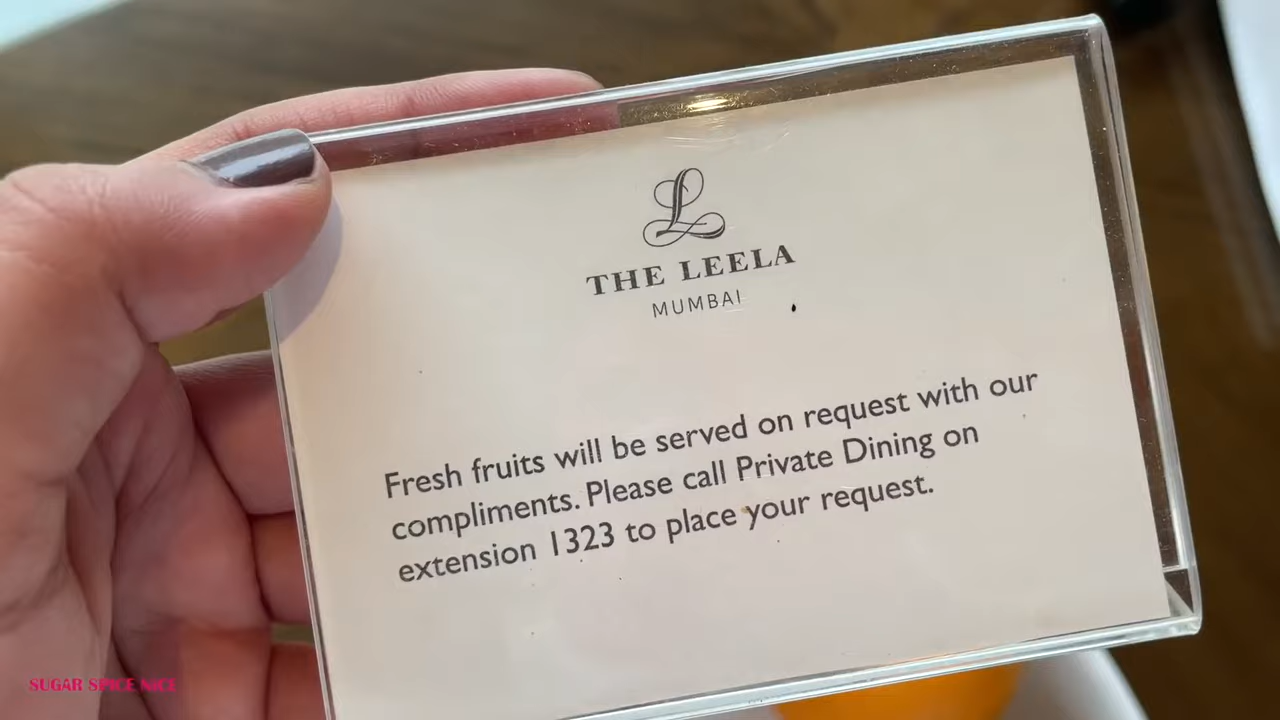 L
THE LEELA
MUMBAI
Fresh fruits will be served on request with our
compliments. Please call Private Dining on
extension 1323 to place your request.
SUGAR SPICE NICE